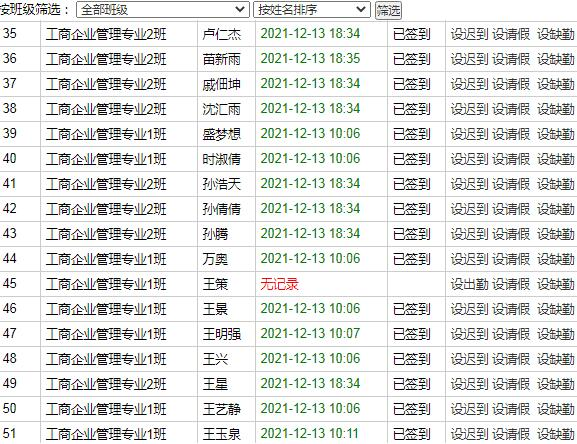 按班级筛选： 全部班级 按姓名排序 筛选
35 工商企业管理专业2班 卢仁杰 2021-12-13 18:34 已签到 设迟到 设请假 设缺勤
36 工商企业管理专业2班 苗新雨 2021-12-13 18:35 已签到 设迟到 设请假 设缺勤
37 工商企业管理专业2班 戚佃坤 2021-12-13 18:34 已签到 设迟到 设请假 设缺勤
38 工商企业管理专业2班 沈汇雨 2021-12-13 18:34 已签到 设迟到 设请假 设缺勤
39 工商企业管理专业1班 盛梦想 2021-12-13 10:06 已签到 设迟到 设请假 设缺勤
40 工商企业管理专业1班 时淑倩 2021-12-13 10:06 已签到 设迟到 设请假 设缺勤
41 工商企业管理专业2班 孙浩天 2021-12-13 18:34 已签到 设迟到 设请假 设缺勤
42 工商企业管理专业2班 孙倩倩 2021-12-13 18:34 已签到 设迟到 设请假 设缺勤
43 工商企业管理专业2班 孙腾 2021-12-13 18:34 已签到 设迟到 设请假 设缺勤
44 工商企业管理专业1班 万奥 2021-12-13 10:06 已签到 设迟到 设请假 设缺勤
45 工商企业管理专业1班 王策 无记录 设出勤 设请假 设缺勤
46 工商企业管理专业1班 王景 2021-12-13 10:06 已签到 设迟到 设请假 设缺勤
47 工商企业管理专业1班 王明强 2021-12-13 10:07 已签到 设迟到 设请假 设缺勤
48 工商企业管理专业1班 王兴 2021-12-13 10:06 已签到 设迟到 设请假 设缺勤
49 工商企业管理专业2班 王星 2021-12-13 18:34 已签到 设迟到 设请假 设缺勤
50 工商企业管理专业1班 王艺静 2021-12-13 10:06 已签到 设迟到 设请假 设缺勤
51 工商企业管理专业1班 王玉泉 2021-12-13 10:11 已签到 设迟到 设请假 设缺勤